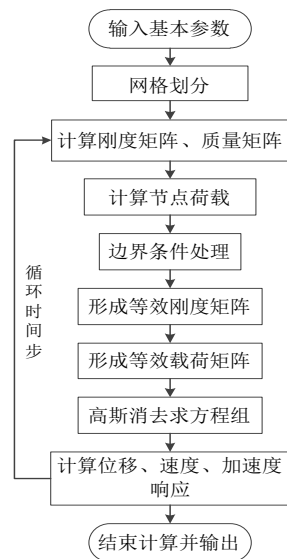 输入基本参数
网格划分
计算刚度矩阵、质量矩阵
计算节点荷载
边界条件处理
形成等效刚度矩阵
形成等效载荷矩阵
高斯消去求方程组
计算位移、速度、加速度
响应
结束计算并输出
循环时间步